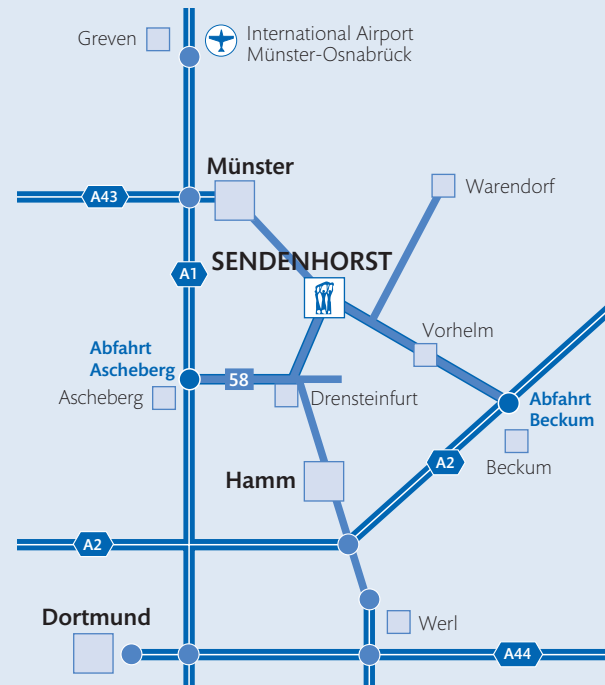 Greven
International Airport
Münster-Osnabrück
Münster
Warendorf
A43
SENDENHORST
A1
Vorhelm
Abfahrt
Ascheberg
58
Ascheberg
Drensteinfurt
Abfahrt
Beckum
Beckum
A2
Hamm
A2
Dortmund
Werl
A44